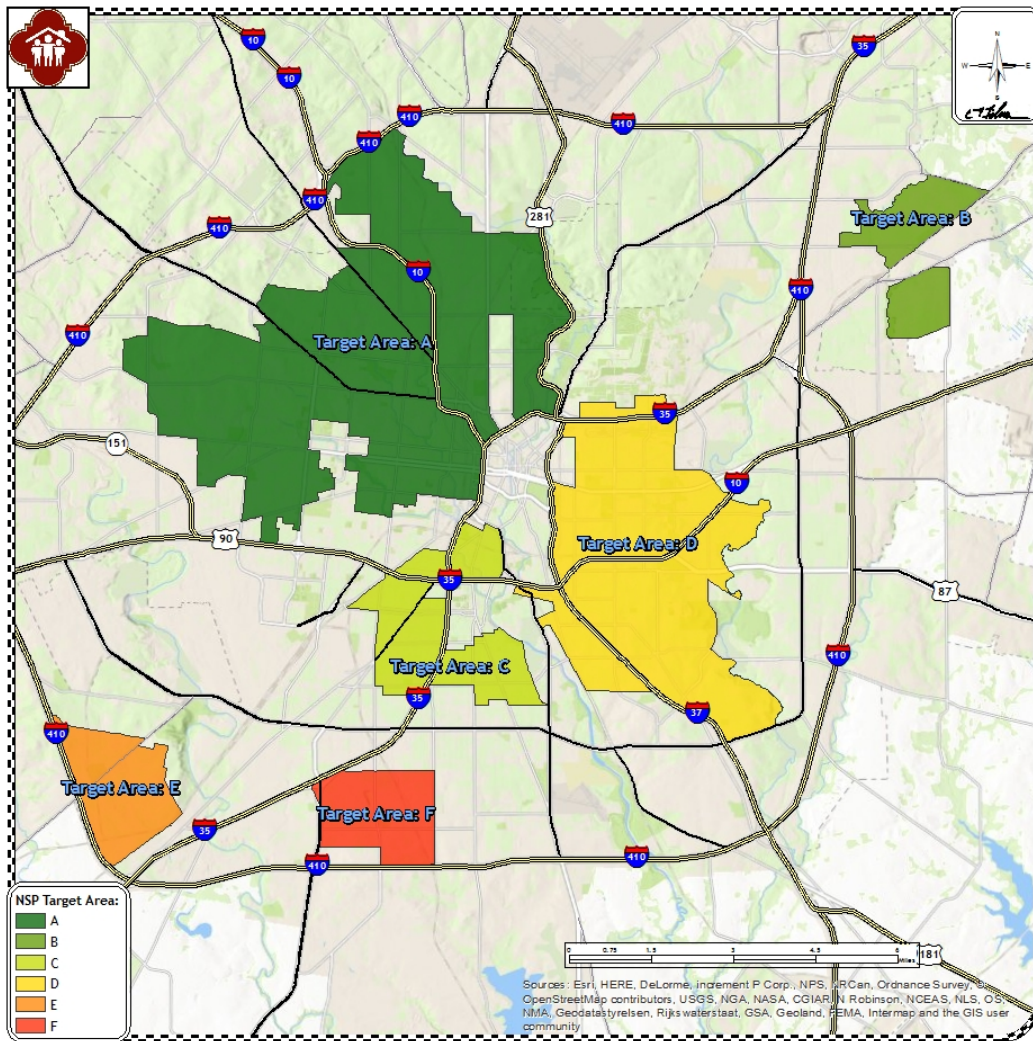 10
35
N
W E
S
10
410
410
410
410
281
Target Area: B
410
10
410
410
Target Area: A
35
151
10
90
Target Area: D
35
87
410
Target Area: C
35
37
410
Target Area: E
Target Area: F
35
410
410
NSP Target Area:
A
B
C
D
E
F
0 0.75 1.5 3 4.5 6
Miles
181
Sources: Esri, HERE, DeLorme, increment P Corp., NPS, NRCan, Ordnance Survey, ©
OpenStreetMap contributors, USGS, NGA, NASA, CGIAR, N Robinson, NCEAS, NLS, OS,
NMA, Geodatastyrelsen, Rijkswaterstaat, GSA, Geoland, FEMA, Intermap and the GIS user
community